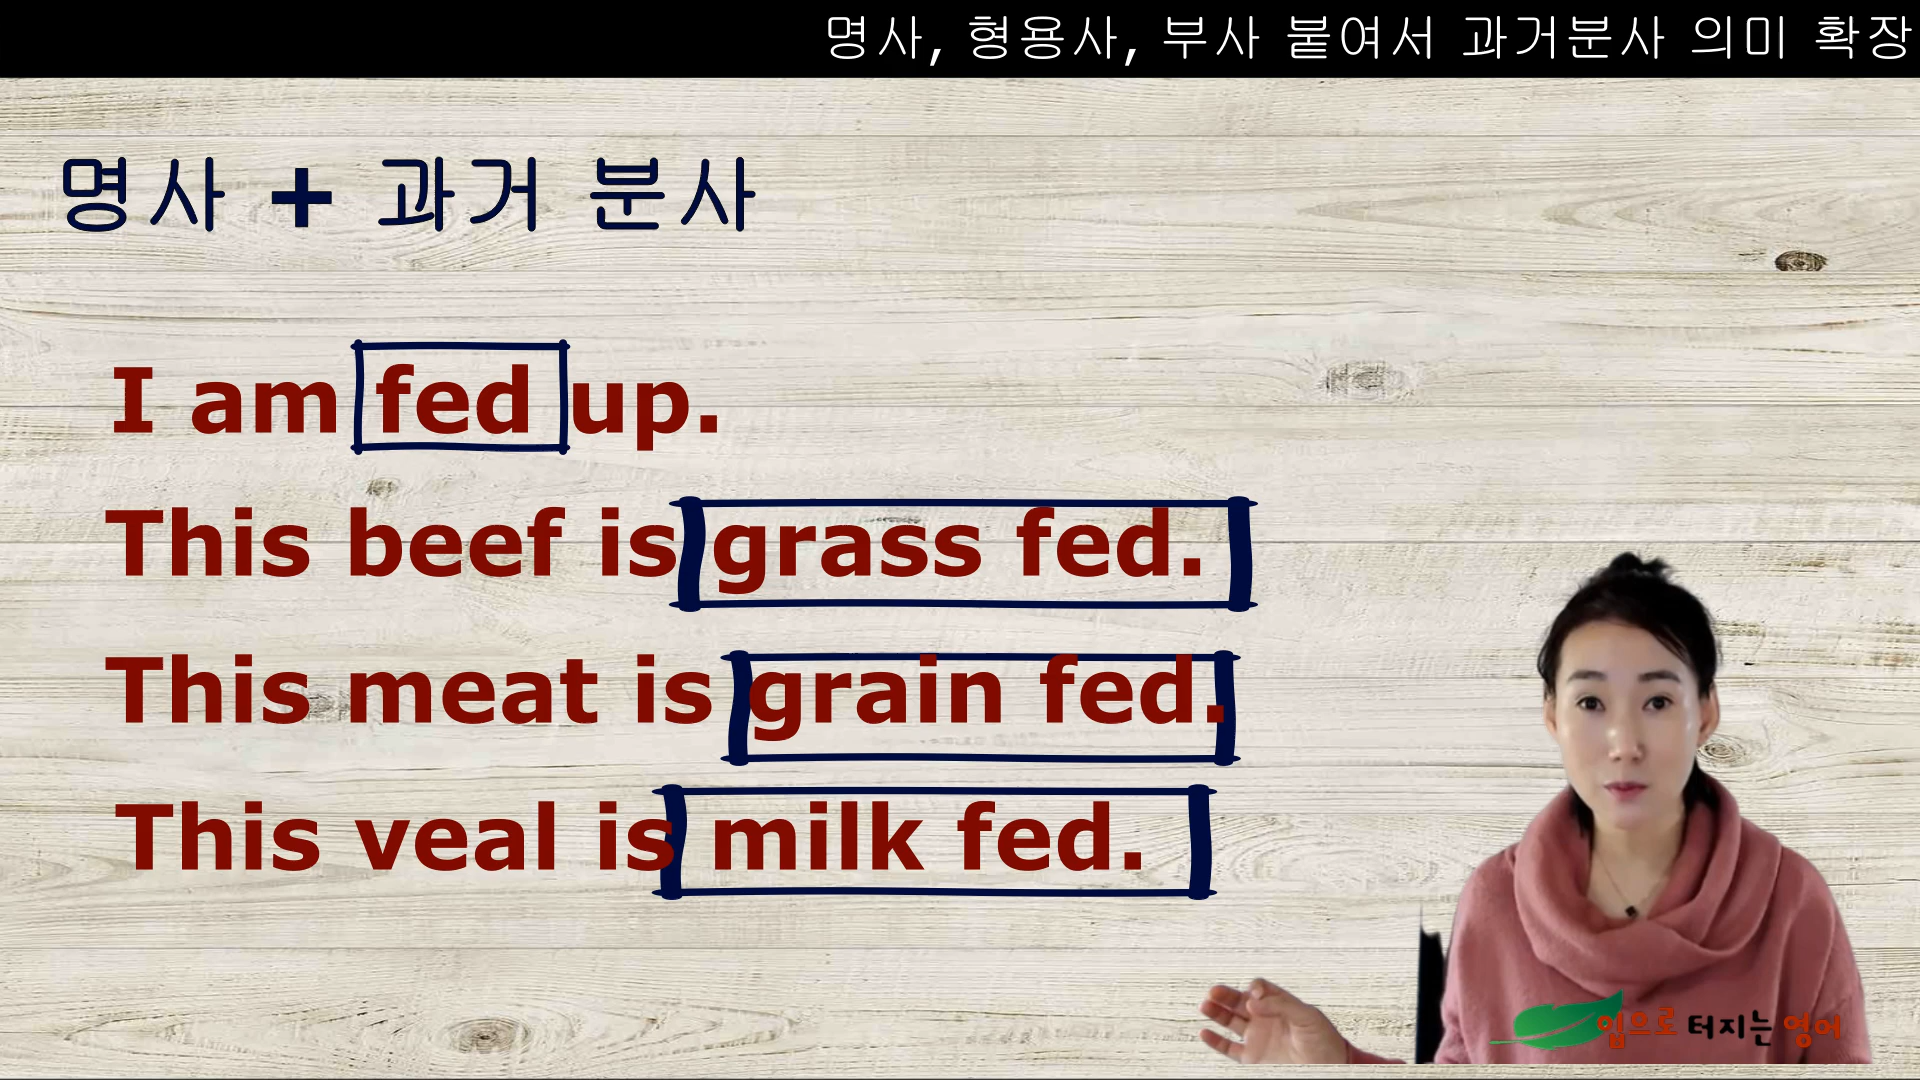 명사, 형용사, 부사 붙여서 과거분사 의미 확장
명사 + 과거 분사
I am fed up.
This beef is grass fed.
This meat is grain fed.
This veal is milk fed.
입으로 터지는 영어